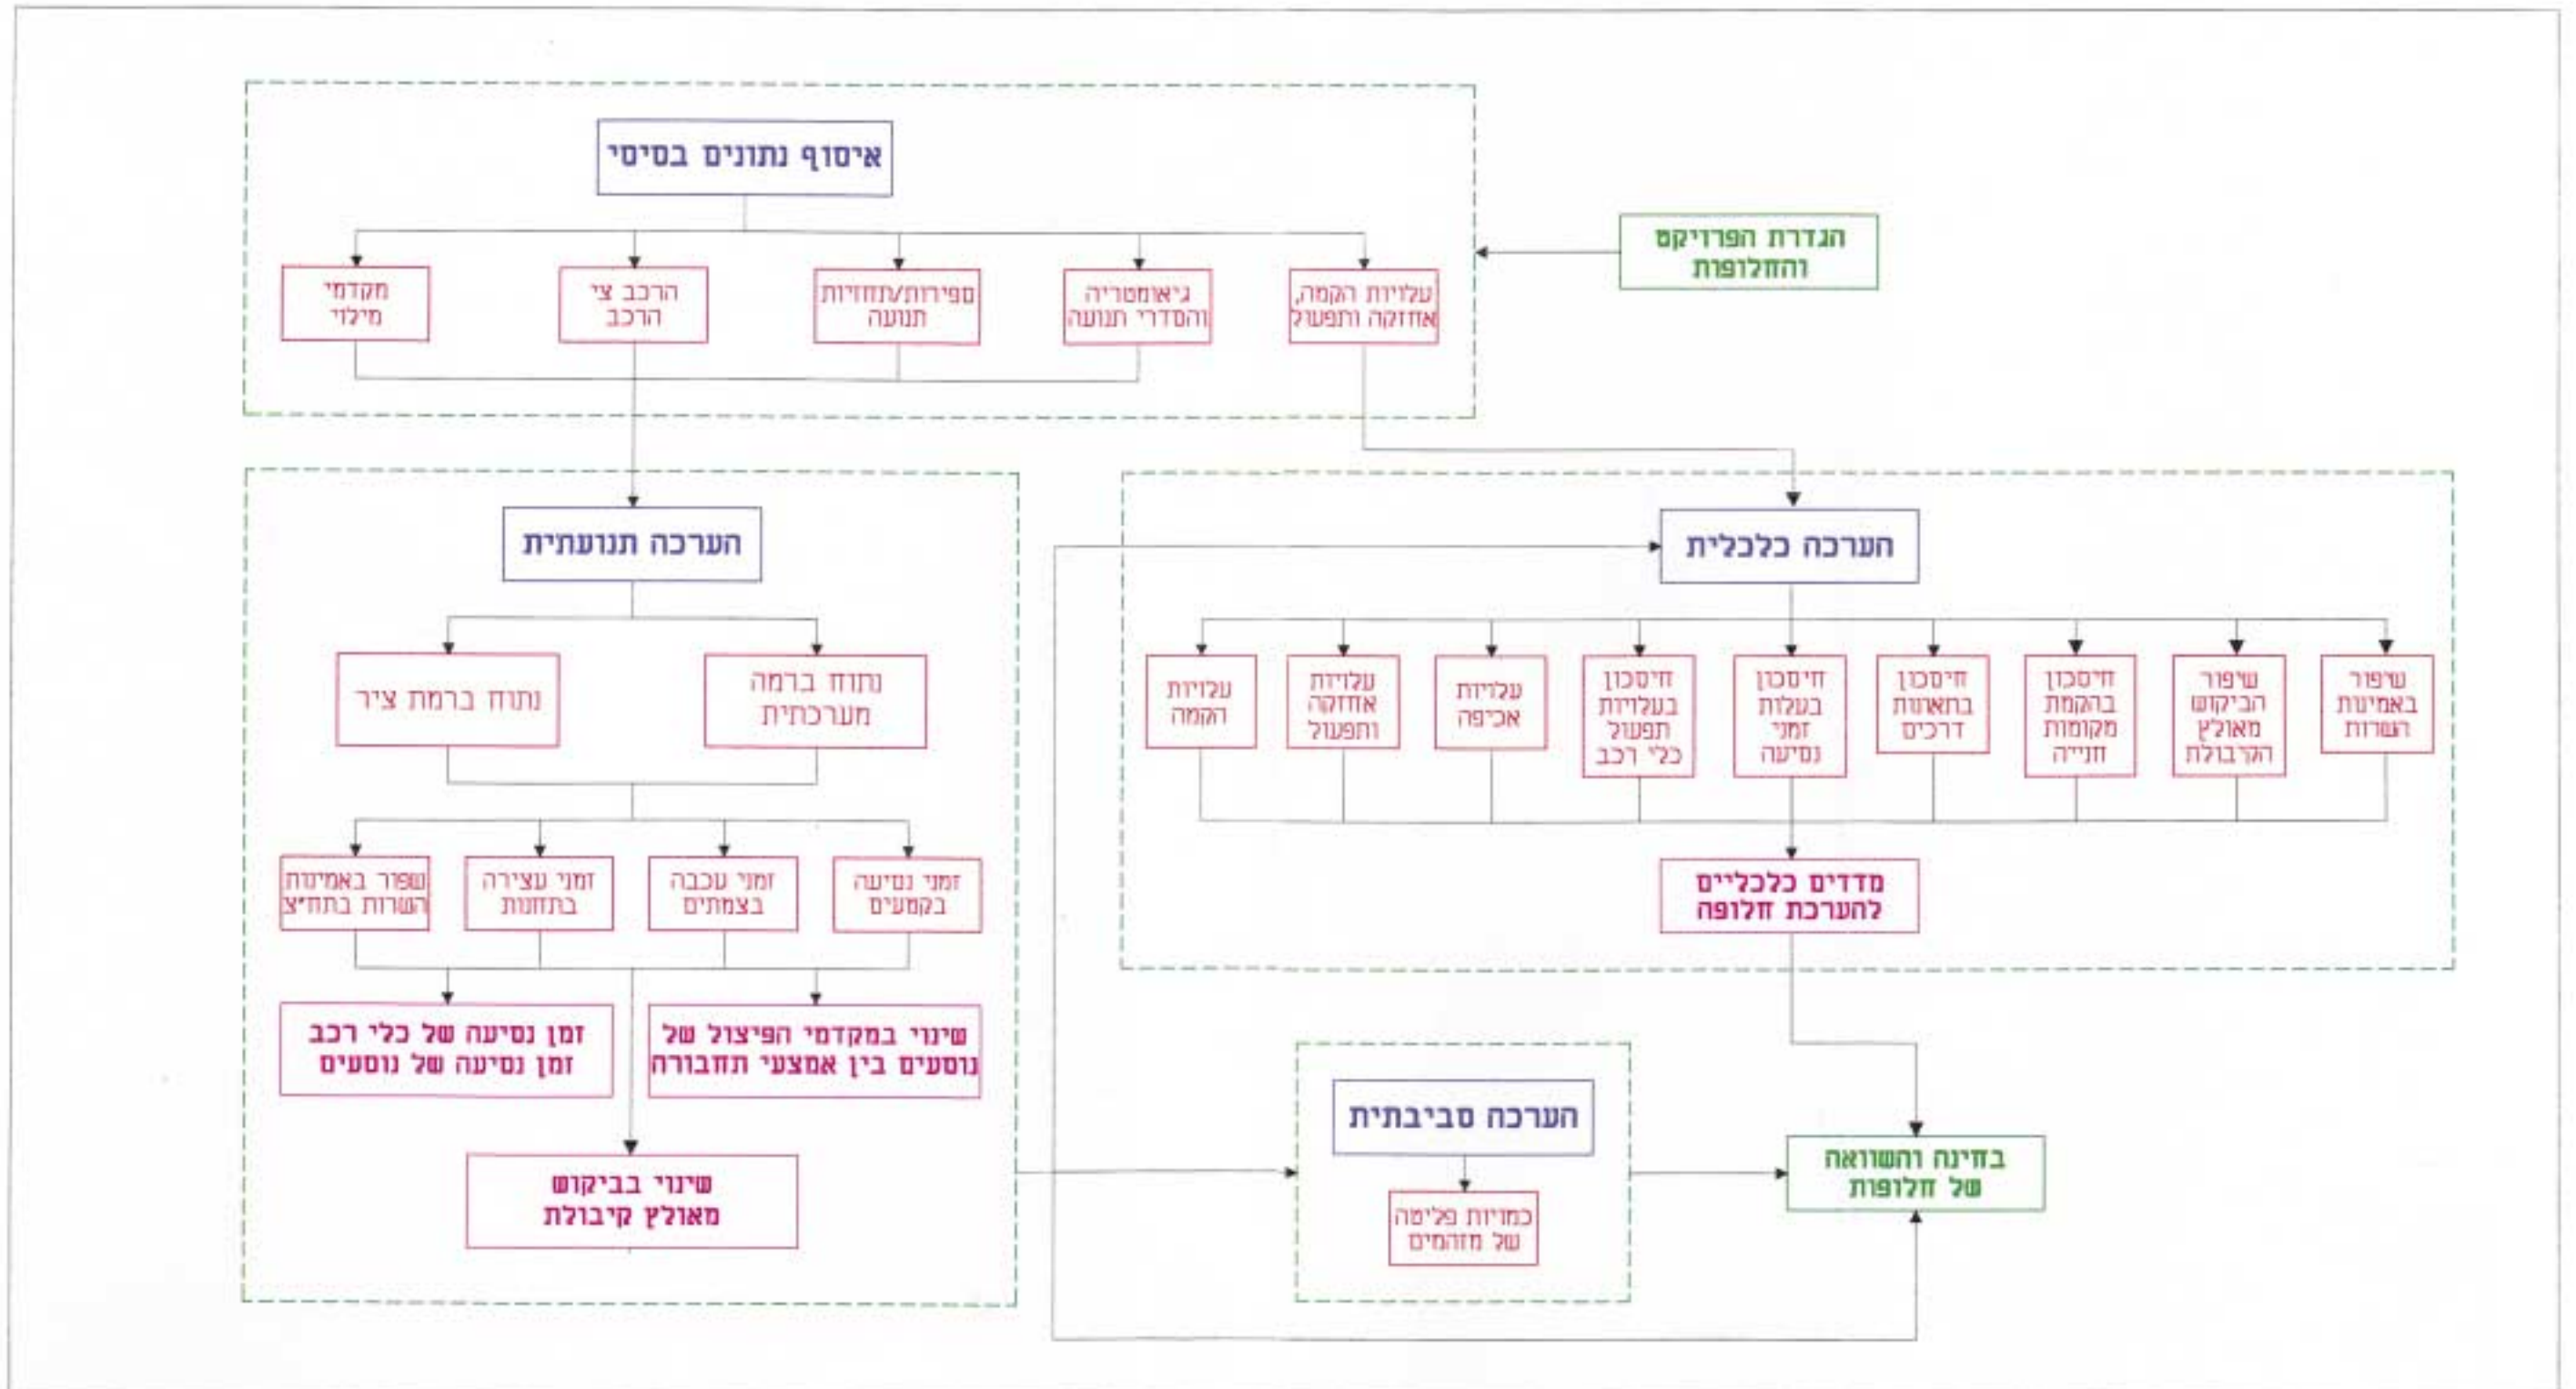 איסוף נתונים בסיסי
הגדרת הפרויקט
והחלופות
עלויות הקמה,
אחזקה ותפעול
גיאומטריה
והסדרי תנועה
ספירות/תחזיות
תנועה
הרכב צי
הרכב
מקדמי
מילוי
הערכה כלכלית
שיפור
באמינות
השרות
שיפור
הביקוש
מאולץ
הקיבולת
חיסכון
בהקמת
מקומות
חנייה
חיסכון
בתאונות
דרכים
חיסכון
בעלות
זמני
נסיעה
חיסכון
בעלויות
תפעול
כלי רכב
עלויות
אכיפה
עלויות
אחזקה
ותפעול
עלויות
הקמה
מדדים כלכליים
להערכת חלופה
הערכה תנועתית
נתוח ברמה
מערכתית
נתוח ברמת ציר
זמני נסיעה
בקטעים
זמני עכבה
בצמתים
זמני עצירה
בתחנות
שפור באמינות
השרות בתח"צ
שינוי במקדמי הפיצול של
נוסעים בין אמצעי תחבורה
זמן נסיעה של כלי רכב
זמן נסיעה של נוסעים
שינוי בביקוש
מאולץ קיבולת
הערכה סביבתית
כמויות פליטה
של מזהמים
בחינה והשוואה
של חלופות